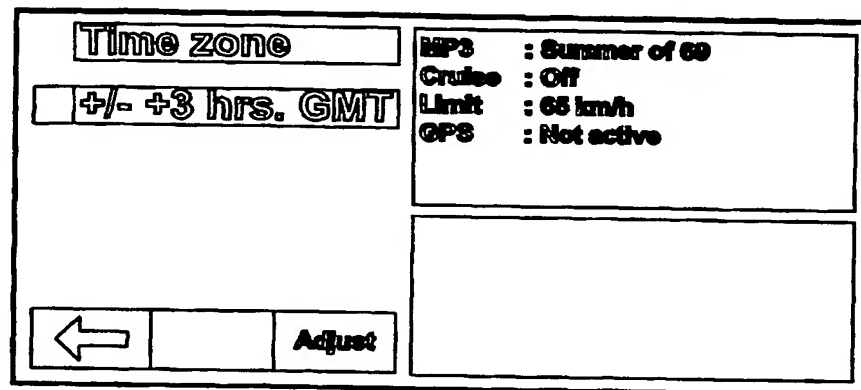 Time zone
+/- +3 hrs. GMT
Adjust
MP3 : Summer of 69
Cruise : Off
Limit : 65 km/h
GPS : Not active